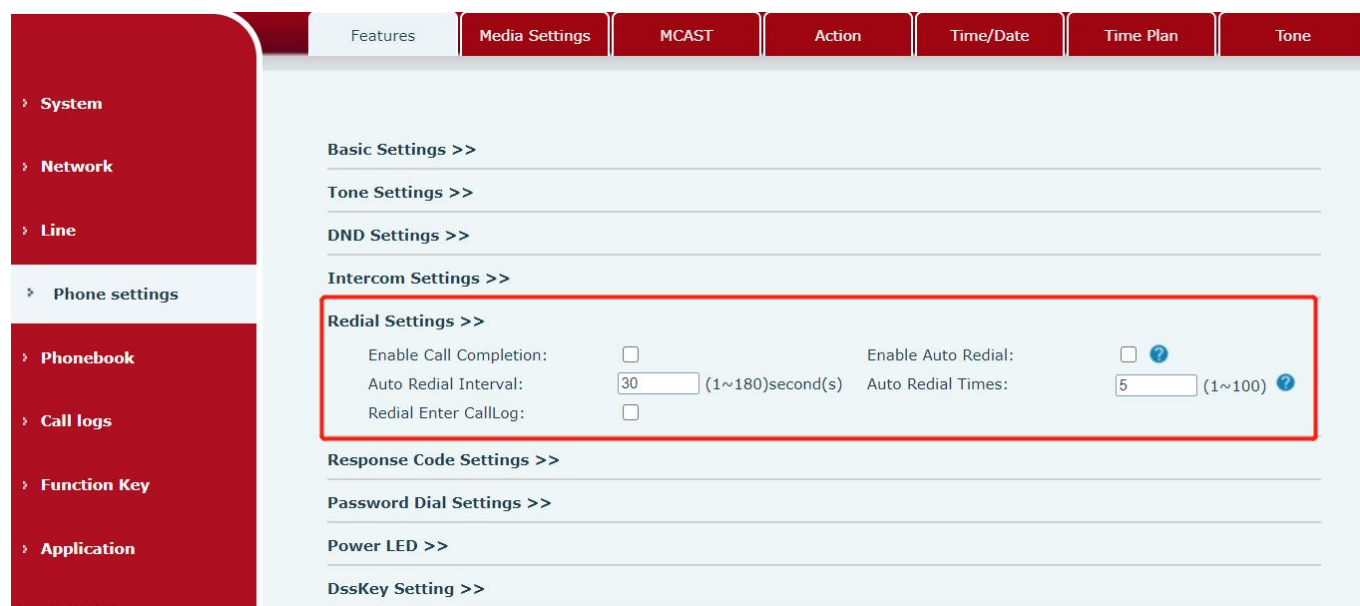 Features Media Settings MCAST Action Time/Date Time Plan Tone
System
Network
Line
Phone settings
Phonebook
Call logs
Function Key
Application
Basic Settings >>
Tone Settings >>
DND Settings >>
Intercom Settings >>
Redial Settings >>
Enable Call Completion: Enable Auto Redial: ?
Auto Redial Interval: 30 (1~180)second(s) Auto Redial Times: 5 (1~100) ?
Redial Enter CallLog:
Response Code Settings >>
Password Dial Settings >>
Power LED >>
DssKey Setting >>